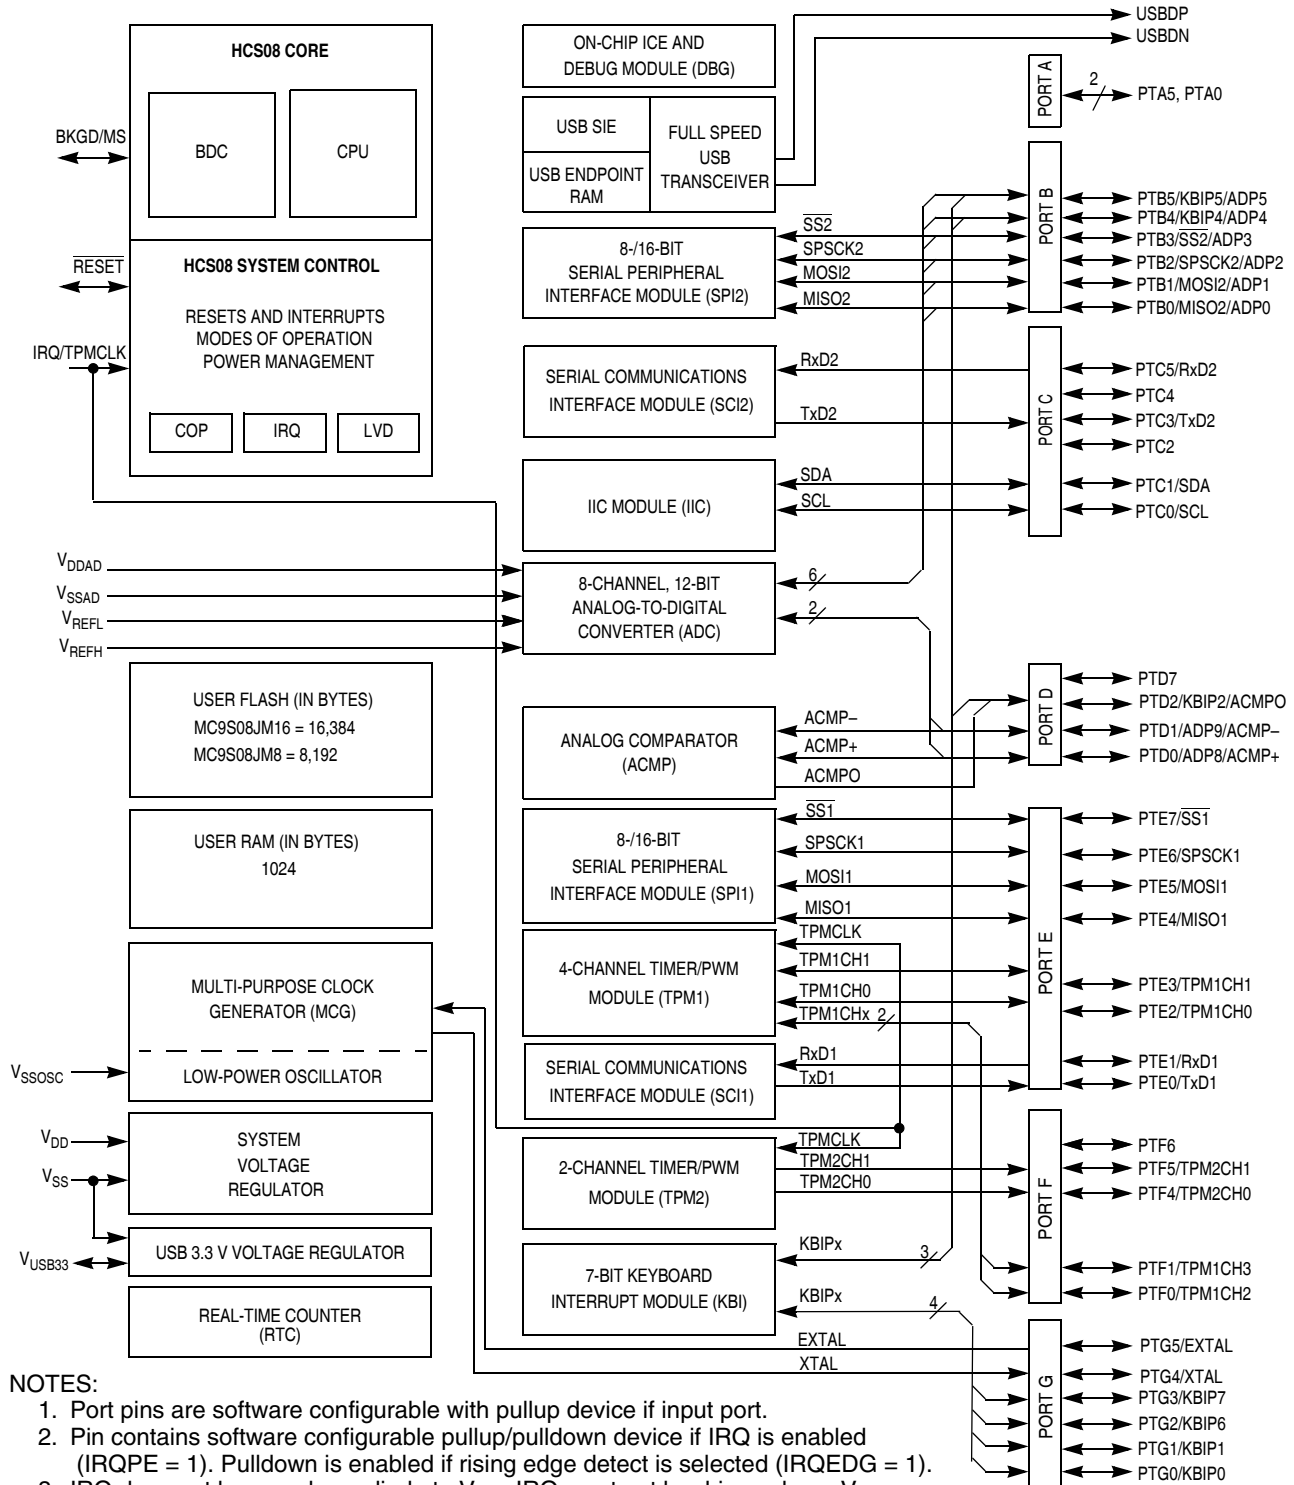 HCS08 CORE
BDC
CPU
BKGD/MS
RESET
HCS08 SYSTEM CONTROL
RESETS AND INTERRUPTS
MODES OF OPERATION
POWER MANAGEMENT
IRQ/TPMCLK
COP
IRQ
LVD
VDDAD
VSSAD
VREFL
VREFH
USER FLASH (IN BYTES)
MC9S08JM16 = 16,384
MC9S08JM8 = 8,192
USER RAM (IN BYTES)
1024
MULTI-PURPOSE CLOCK
GENERATOR (MCG)
LOW-POWER OSCILLATOR
VSSOSC
VDD
VSS
SYSTEM
VOLTAGE
REGULATOR
USB 3.3 V VOLTAGE REGULATOR
VUSB33
REAL-TIME COUNTER
(RTC)
ON-CHIP ICE AND
DEBUG MODULE (DBG)
USB SIE
USB ENDPOINT
RAM
FULL SPEED
USB
TRANSCEIVER
8-/16-BIT
SERIAL PERIPHERAL
INTERFACE MODULE (SPI2)
SS2
SPSCK2
MOSI2
MISO2
SERIAL COMMUNICATIONS
INTERFACE MODULE (SCI2)
RxD2
TxD2
IIC MODULE (IIC)
SDA
SCL
8-CHANNEL, 12-BIT
ANALOG-TO-DIGITAL
CONVERTER (ADC)
6
2
ANALOG COMPARATOR
(ACMP)
ACMP–
ACMP+
ACMPO
8-/16-BIT
SERIAL PERIPHERAL
INTERFACE MODULE (SPI1)
SS1
SPSCK1
MOSI1
MISO1
4-CHANNEL TIMER/PWM
MODULE (TPM1)
TPMCLK
TPM1CH1
TPM1CH0
TPM1CHx 2
SERIAL COMMUNICATIONS
INTERFACE MODULE (SCI1)
RxD1
TxD1
2-CHANNEL TIMER/PWM
MODULE (TPM2)
TPMCLK
TPM2CH1
TPM2CH0
7-BIT KEYBOARD
INTERRUPT MODULE (KBI)
KBIPx 3
KBIPx 4
EXTAL
XTAL
USBDP
USBDN
PORT A
2
PTA5, PTA0
PORT B
PTB5/KBIP5/ADP5
PTB4/KBIP4/ADP4
PTB3/SS2/ADP3
PTB2/SPSCK2/ADP2
PTB1/MOSI2/ADP1
PTB0/MISO2/ADP0
PORT C
PTC5/RxD2
PTC4
PTC3/TxD2
PTC2
PTC1/SDA
PTC0/SCL
PORT D
PTD7
PTD2/KBIP2/ACMPO
PTD1/ADP9/ACMP–
PTD0/ADP8/ACMP+
PORT E
PTE7/SS1
PTE6/SPSCK1
PTE5/MOSI1
PTE4/MISO1
PTE3/TPM1CH1
PTE2/TPM1CH0
PTE1/RxD1
PTE0/TxD1
PORT F
PTF6
PTF5/TPM2CH1
PTF4/TPM2CH0
PTF1/TPM1CH3
PTF0/TPM1CH2
PORT G
PTG5/EXTAL
PTG4/XTAL
PTG3/KBIP7
PTG2/KBIP6
PTG1/KBIP1
PTG0/KBIP0
NOTES:
1. Port pins are software configurable with pullup device if input port.
2. Pin contains software configurable pullup/pulldown device if IRQ is enabled
(IRQPE = 1). Pulldown is enabled if rising edge detect is selected (IRQEDG = 1).